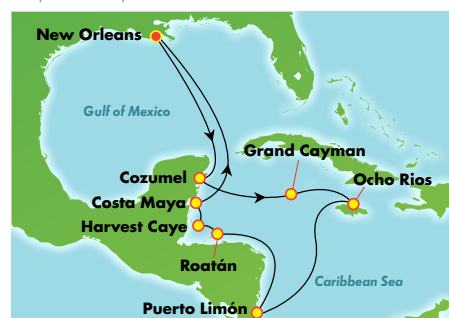 New Orleans
Gulf of Mexico
Grand Cayman
Cozumel
Ocho Rios
Costa Maya
Harvest Caye
Roatán
Caribbean Sea
Puerto Limón